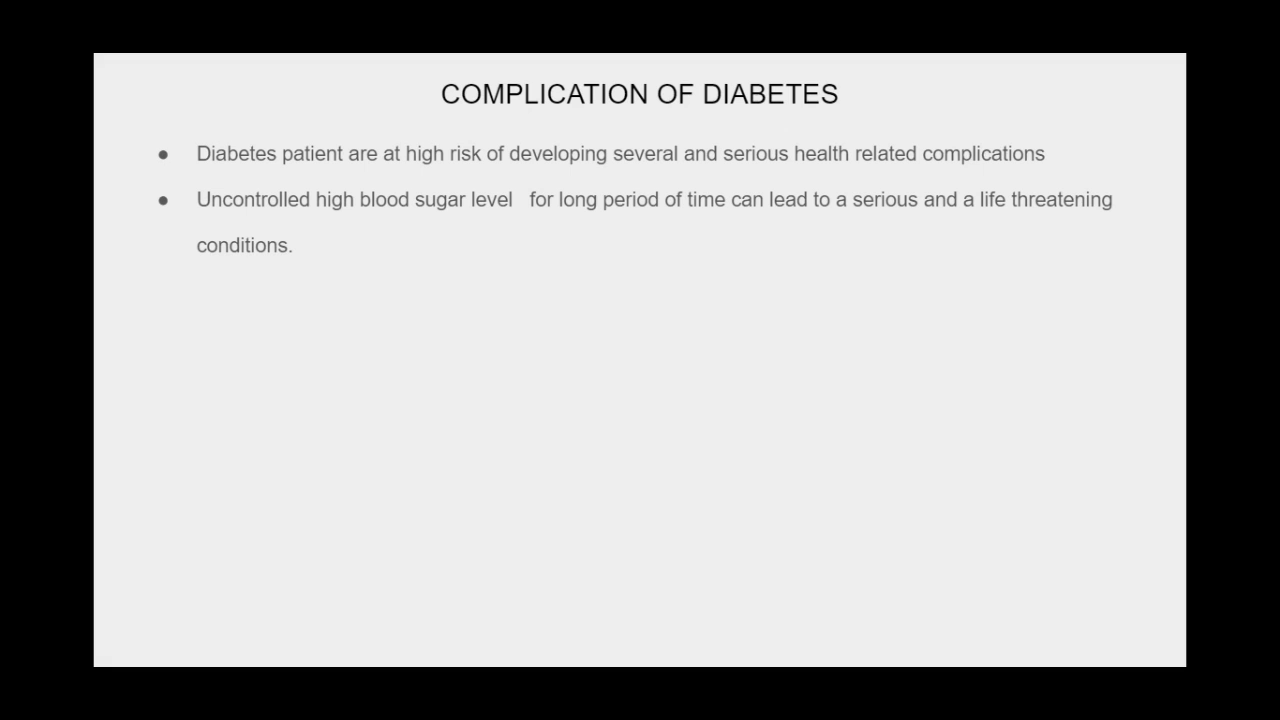 COMPLICATION OF DIABETES
● Diabetes patient are at high risk of developing several and serious health related complications
● Uncontrolled high blood sugar level   for long period of time can lead to a serious and a life threatening
conditions.